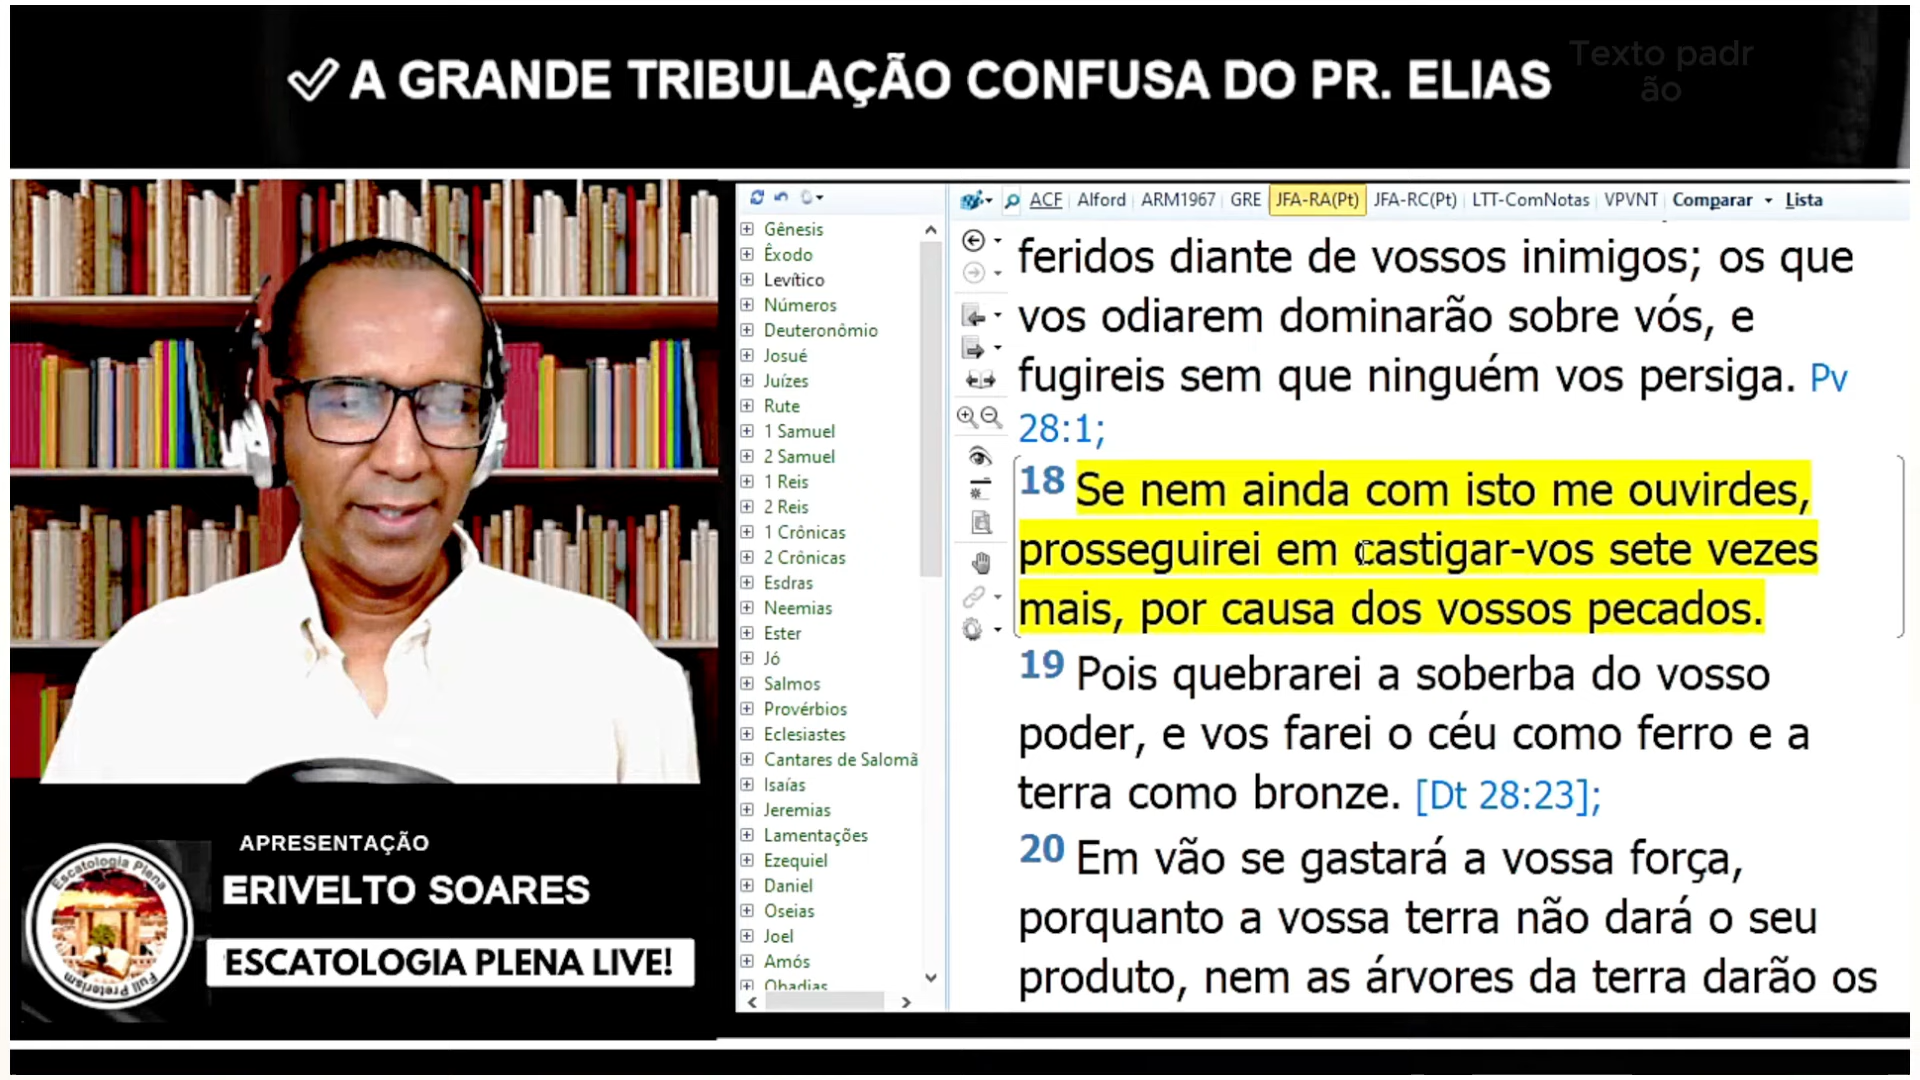 A GRANDE TRIBULAÇÃO CONFUSA DO PR. ELIAS
Texto padr
ão
ACF Alford ARM1967 GRE JFA-RA(Pt) JFA-RC(Pt) LTT-ComNotas VPVNT Comparar Lista
Gênesis
Êxodo
Levítico
Números
Deuteronômio
Josué
Juízes
Rute
1 Samuel
2 Samuel
1 Reis
2 Reis
1 Crônicas
2 Crônicas
Esdras
Neemias
Ester
Jó
Salmos
Provérbios
Eclesiastes
Cantares de Salomã
Isaías
Jeremias
Lamentações
Ezequiel
Daniel
Oseias
Joel
Amós
Obadias
feridos diante de vossos inimigos; os que
vos odiarem dominarão sobre vós, e
fugireis sem que ninguém vos persiga. Pv
28:1;
18 Se nem ainda com isto me ouvirdes,
prosseguirei em castigar-vos sete vezes
mais, por causa dos vossos pecados.
19 Pois quebrarei a soberba do vosso
poder, e vos farei o céu como ferro e a
terra como bronze. [Dt 28:23];
20 Em vão se gastará a vossa força,
porquanto a vossa terra não dará o seu
produto, nem as árvores da terra darão os
APRESENTAÇÃO
ERIVELTO SOARES
ESCATOLOGIA PLENA LIVE!
Escatologia Plena
Full Preterism